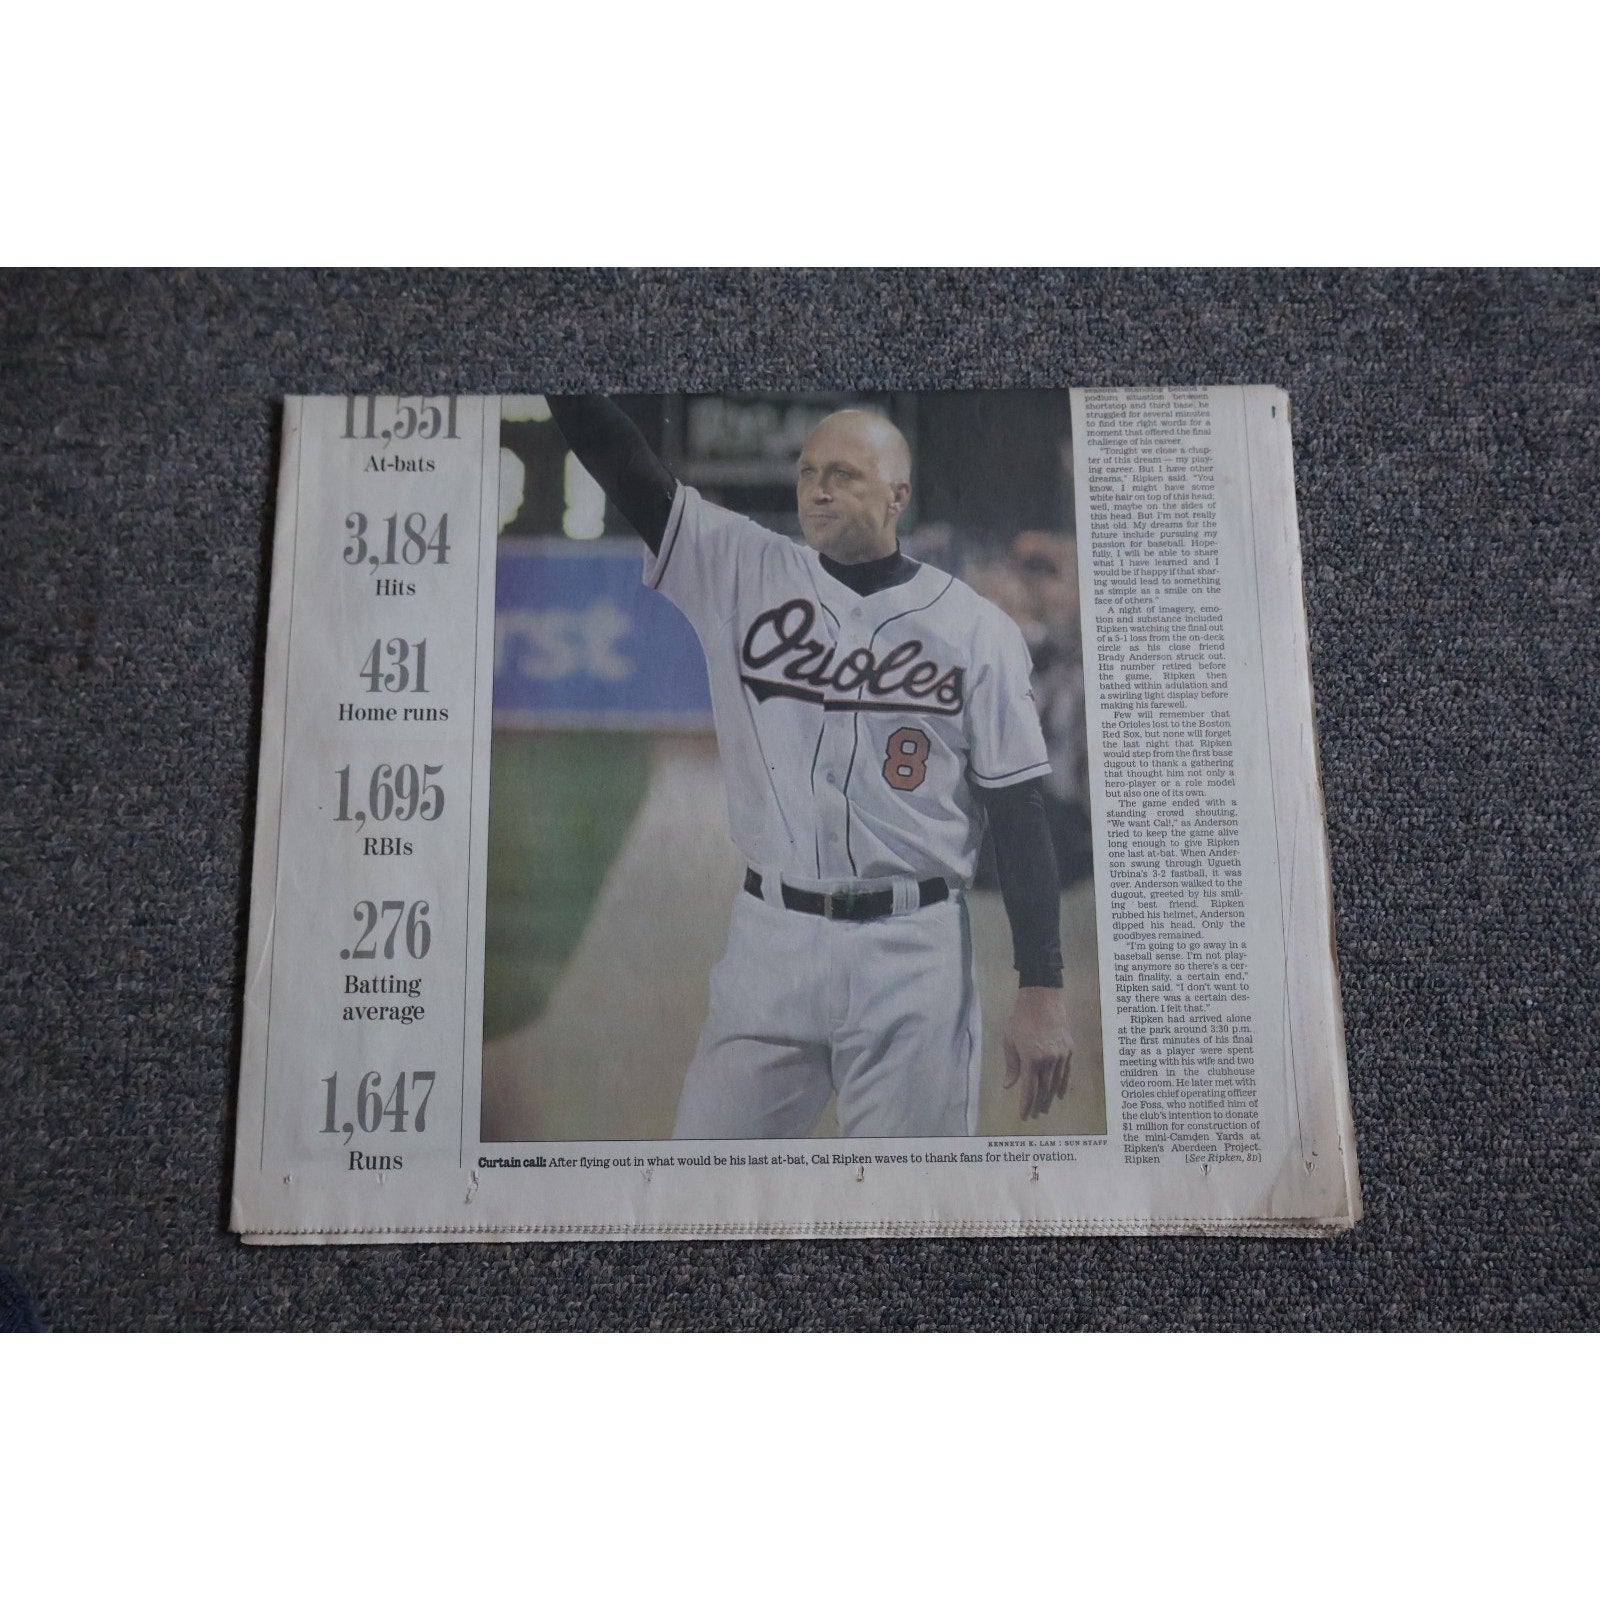 11,551
At-bats
3,184
Hits
431
Home runs
1,695
RBIs
.276
Batting
average
1,647
Runs
st
Orioles
8
KENNETH K. LAM : SUN STAFF
Curtain call: After flying out in what would be his last at-bat, Cal Ripken waves to thank fans for their ovation.
podium situation between
shortstop and third base, he
struggled for several minutes
to find the right words for a
moment that offered the final
challenge of his career.
"Tonight we close a chap-
ter of this dream — my play-
ing career. But I have other
dreams," Ripken said. "You
know, I might have some
white hair on top of this head;
well, maybe on the sides of
this head. But I'm not really
that old. My dreams for the
future include pursuing my
passion for baseball. Hope-
fully, I will be able to share
what I have learned and I
would be if happy if that shar-
ing would lead to something
as simple as a smile on the
face of others."
A night of imagery, emo-
tion and substance included
Ripken watching the final out
of a 5-1 loss from the on-deck
circle as his close friend
Brady Anderson struck out.
His number retired before
the game, Ripken then
bathed within adulation and
a swirling light display before
making his farewell.
Few will remember that
the Orioles lost to the Boston
Red Sox, but none will forget
the last night that Ripken
would step from the first base
dugout to thank a gathering
that thought him not only a
hero-player or a role model
but also one of its own.
The game ended with a
standing crowd shouting,
"We want Cal!," as Anderson
tried to keep the game alive
long enough to give Ripken
one last at-bat. When Ander-
son swung through Ugueth
Urbina's 3-2 fastball, it was
over. Anderson walked to the
dugout, greeted by his smil-
ing best friend. Ripken
rubbed his helmet, Anderson
dipped his head. Only the
goodbyes remained.
"I'm going to go away in a
baseball sense. I'm not play-
ing anymore so there's a cer-
tain finality, a certain end,"
Ripken said. "I don't want to
say there was a certain des-
peration. I felt that."
Ripken had arrived alone
at the park around 3:30 p.m.
The first minutes of his final
day as a player were spent
meeting with his wife and two
children in the clubhouse
video room. He later met with
Orioles chief operating officer
Joe Foss, who notified him of
the club's intention to donate
$1 million for construction of
the mini-Camden Yards at
Ripken's Aberdeen Project.
Ripken [See Ripken, 8D]